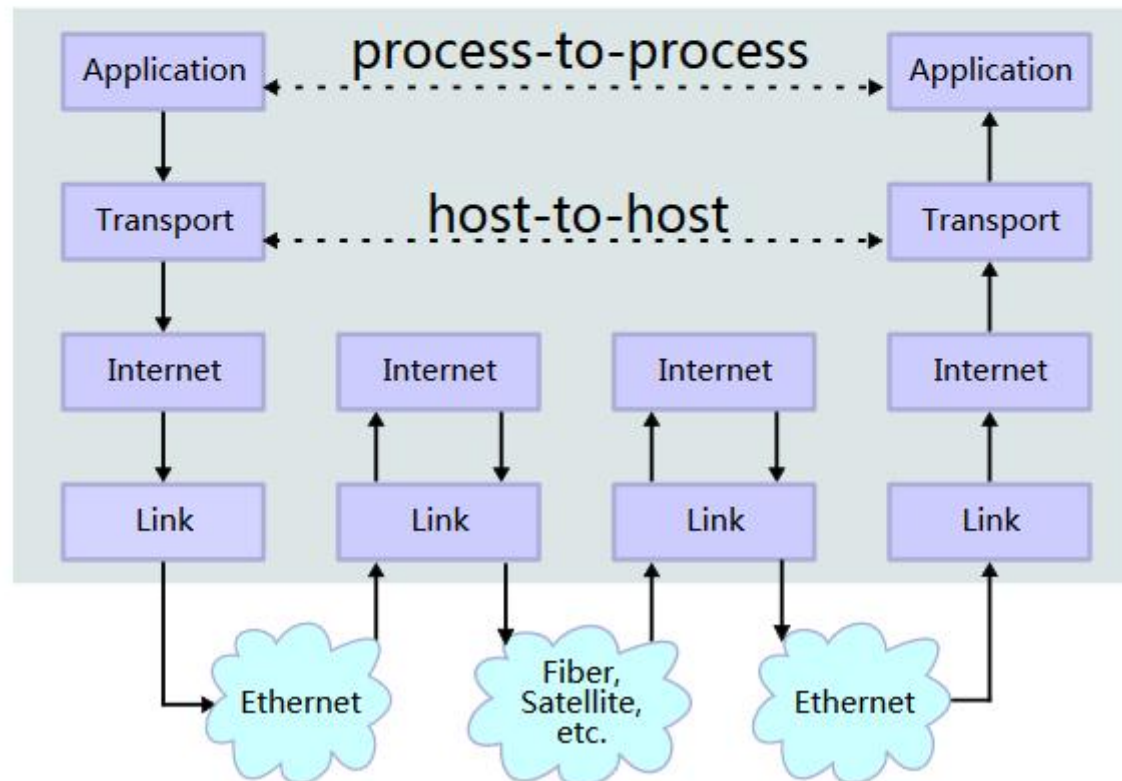 process-to-process
Application
Application
host-to-host
Transport
Transport
Internet
Internet
Internet
Internet
Link
Link
Link
Link
Ethernet
Fiber,
Satellite,
etc.
Ethernet